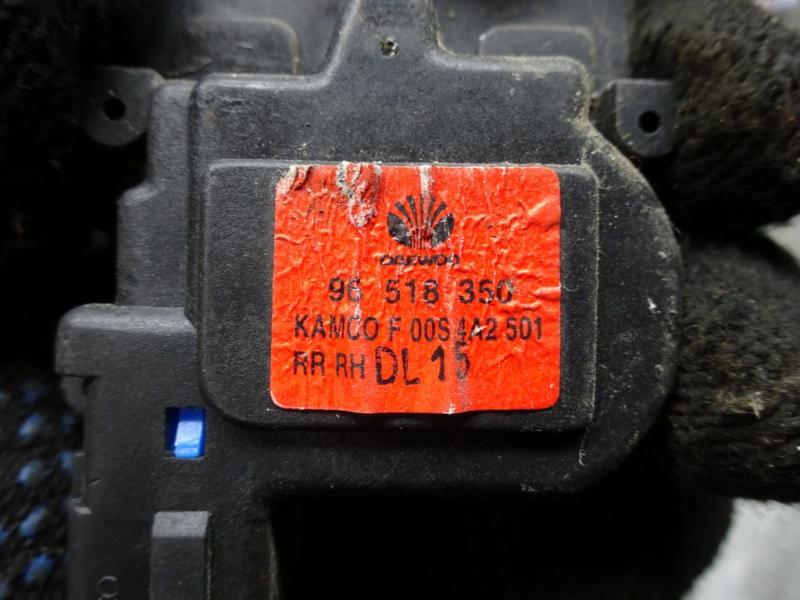 DAEWOO
96 518 350
KAMCO F 00S 4A2 501
RR RH DL 15